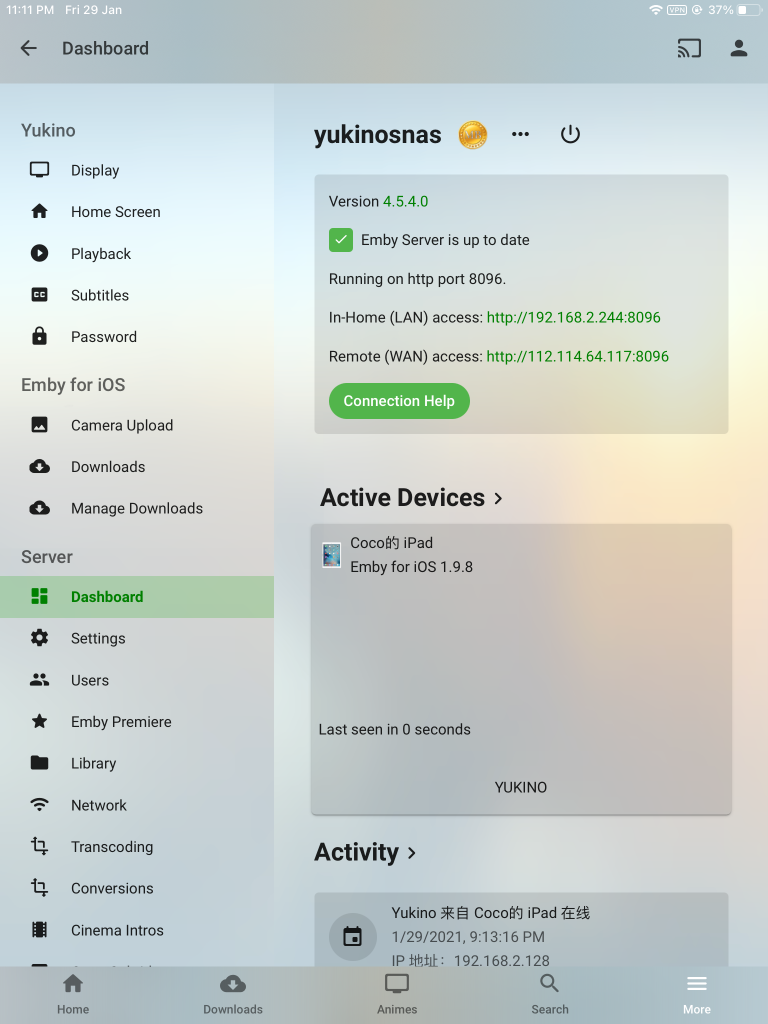 11:11 PM Fri 29 Jan
VPN 37%
Dashboard
Yukino
Display
Home Screen
Playback
CC Subtitles
Password
Emby for iOS
Camera Upload
Downloads
Manage Downloads
Server
Dashboard
Settings
Users
Emby Premiere
Library
Network
Transcoding
Conversions
Cinema Intros
yukinosnas
Version 4.5.4.0
Emby Server is up to date
Running on http port 8096.
In-Home (LAN) access: http://192.168.2.244:8096
Remote (WAN) access: http://112.114.64.117:8096
Connection Help
Active Devices
Coco的 iPad
Emby for iOS 1.9.8
Last seen in 0 seconds
YUKINO
Activity
Yukino 来自 Coco的 iPad 在线
1/29/2021, 9:13:16 PM
IP 地址：192.168.2.128
Home
Downloads
Animes
Search
More